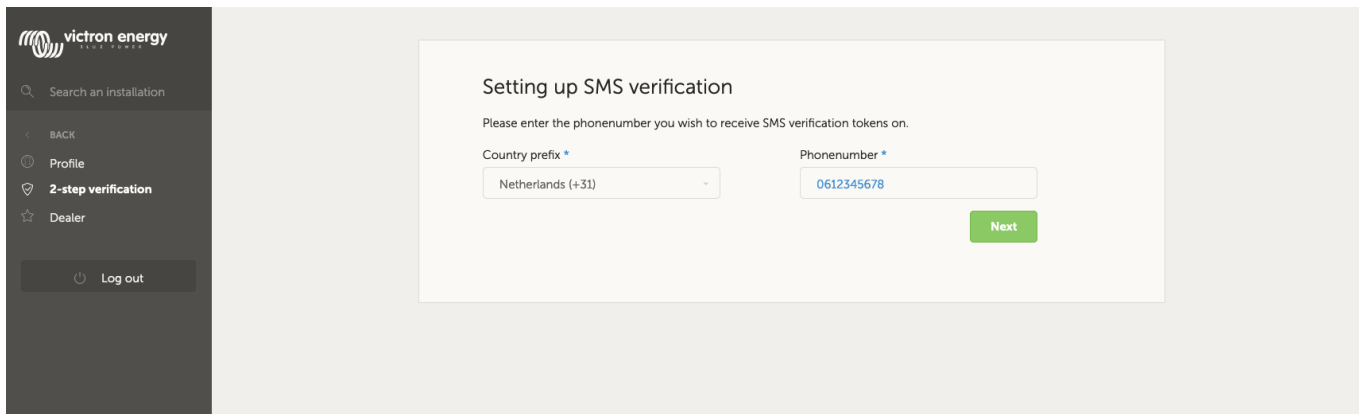 victron energy
BLUE POWER
Search an installation
BACK
Profile
2-step verification
Dealer
Log out
Setting up SMS verification
Please enter the phonenumber you wish to receive SMS verification tokens on.
Country prefix *
Phonenumber *
Netherlands (+31)
0612345678
Next